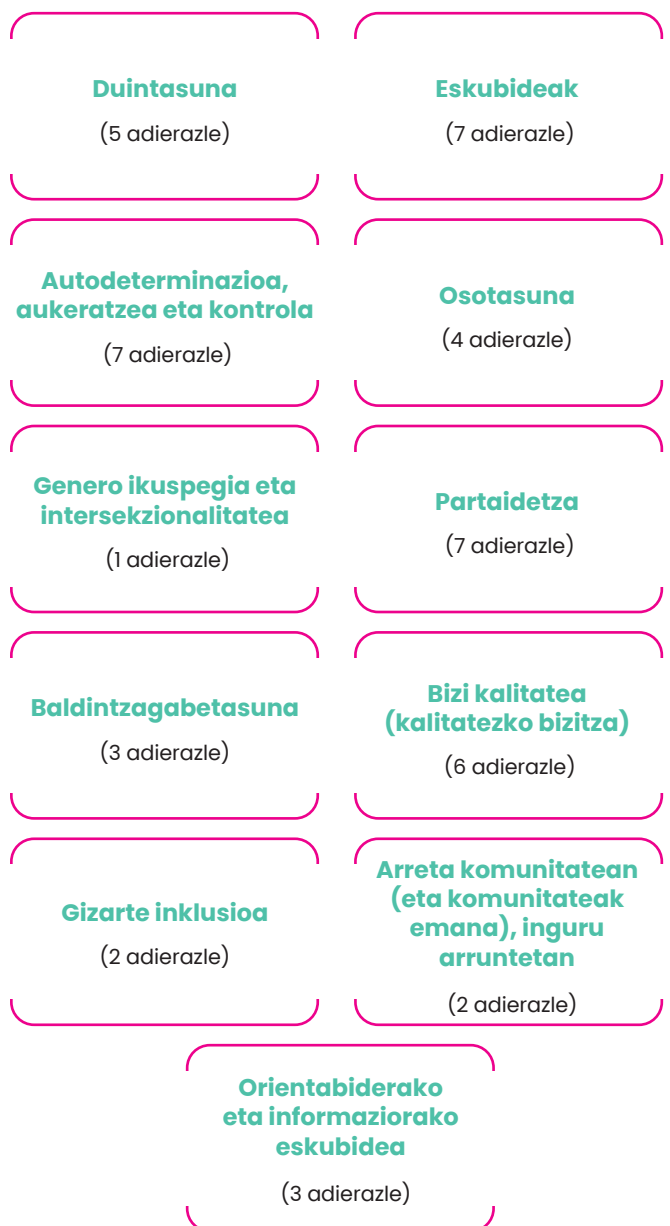 Duintasuna
(5 adierazle)
Eskubideak
(7 adierazle)
Autodeterminazioa,
aukeratzea eta kontrola
(7 adierazle)
Osotasuna
(4 adierazle)
Genero ikuspegia eta
intersekzionalitatea
(1 adierazle)
Partaidetza
(7 adierazle)
Baldintzagabetasuna
(3 adierazle)
Bizi kalitatea
(kalitatezko bizitza)
(6 adierazle)
Gizarte inklusioa
(2 adierazle)
Arreta komunitatean
(eta komunitateak
emana), inguru
arruntetan
(2 adierazle)
Orientabiderako
eta informaziorako
eskubidea
(3 adierazle)